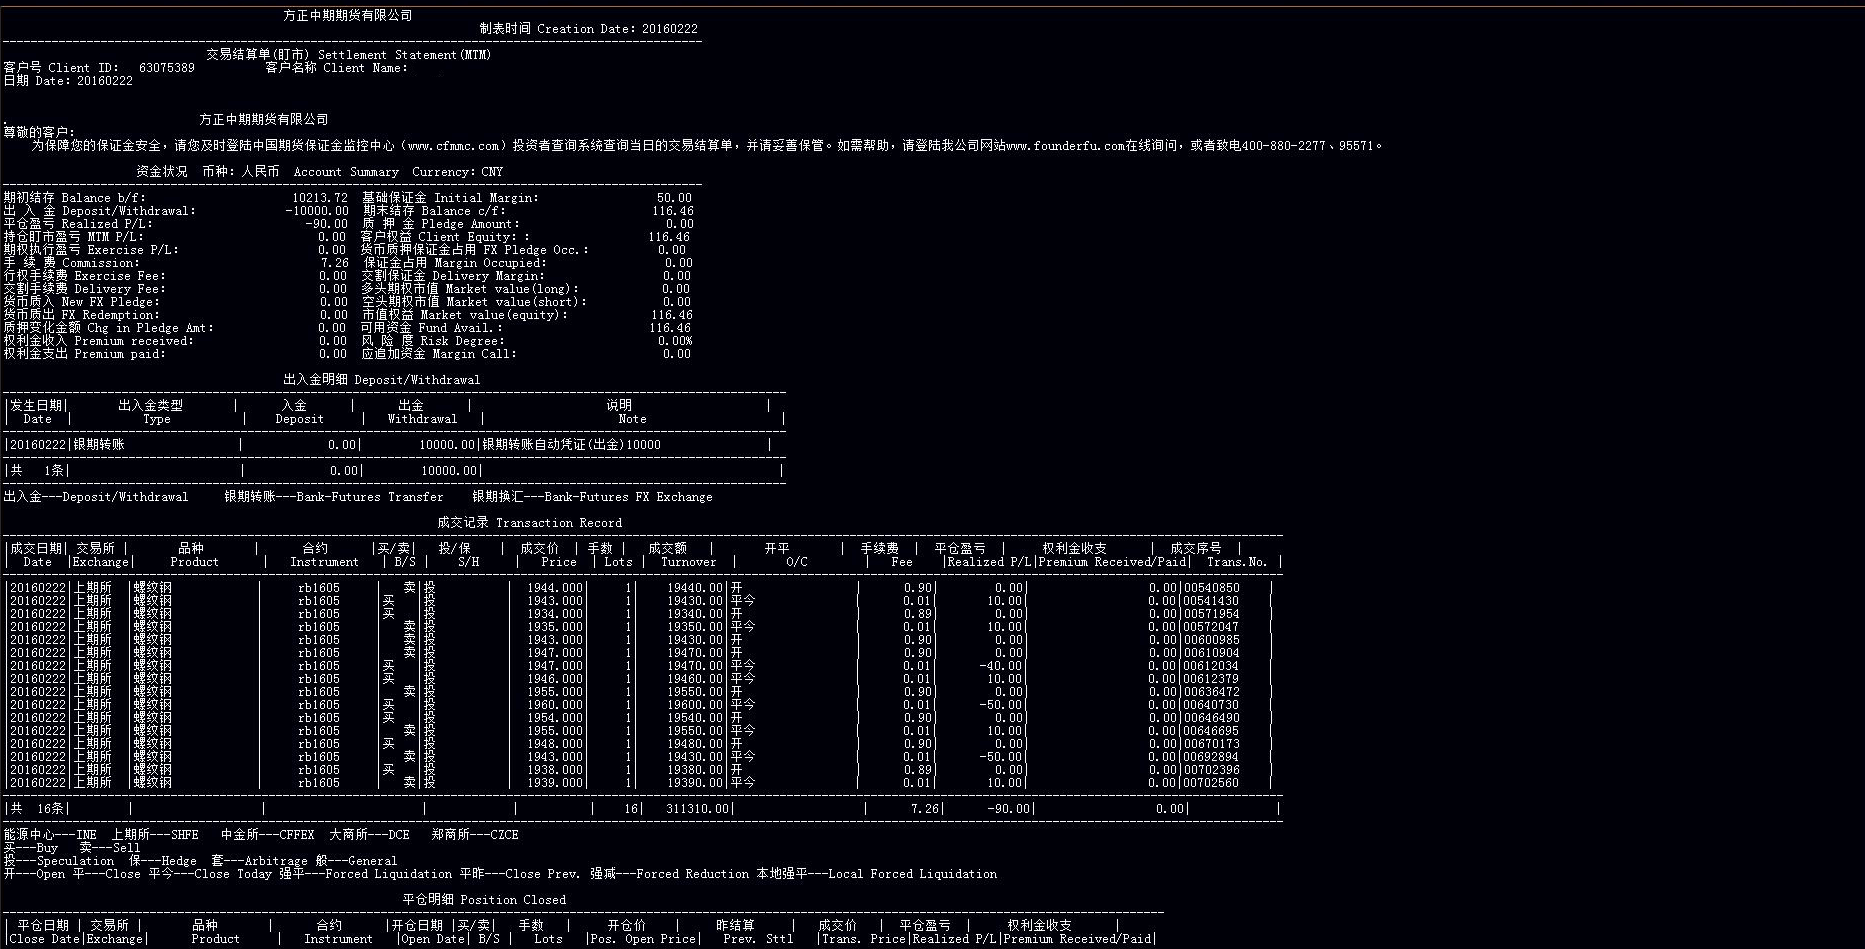 方正中期期货有限公司
制表时间 Creation Date: 20160222
----------------------------------------------------------------------------------------------------
交易结算单(盯市) Settlement Statement(MTM)
客户号 Client ID: 63075389 客户名称 Client Name:
日期 Date: 20160222
. 方正中期期货有限公司
尊敬的客户:
为保障您的保证金安全，请您及时登陆中国期货保证金监控中心（www.cfmmc.com）投资者查询系统查询当日的交易结算单，并请妥善保管。如需帮助，请登陆我公司网站www.founderfu.com在线询问，或者致电400-880-2277、95571。
资金状况 币种: 人民币 Account Summary Currency: CNY
----------------------------------------------------------------------------------------------------
期初结存 Balance b/f: 10213.72 基础保证金 Initial Margin: 50.00
出 入 金 Deposit/Withdrawal: -10000.00 期末结存 Balance c/f: 116.46
平仓盈亏 Realized P/L: -90.00 质 押 金 Pledge Amount: 0.00
持仓盯市盈亏 MTM P/L: 0.00 客户权益 Client Equity: : 116.46
期权执行盈亏 Exercise P/L: 0.00 货币质押保证金占用 FX Pledge Occ.: 0.00
手 续 费 Commission: 7.26 保证金占用 Margin Occupied: 0.00
行权手续费 Exercise Fee: 0.00 交割保证金 Delivery Margin: 0.00
交割手续费 Delivery Fee: 0.00 多头期权市值 Market value(long): 0.00
货币质入 New FX Pledge: 0.00 空头期权市值 Market value(short): 0.00
货币质出 FX Redemption: 0.00 市值权益 Market value(equity): 116.46
质押变化金额 Chg in Pledge Amt: 0.00 可用资金 Fund Avail.: 116.46
权利金收入 Premium received: 0.00 风 险 度 Risk Degree: 0.00%
权利金支出 Premium paid: 0.00 应追加资金 Margin Call: 0.00
出入金明细 Deposit/Withdrawal
----------------------------------------------------------------------------------------------------
|发生日期| 出入金类型 | 入金 | 出金 | 说明 |
| Date | Type | Deposit | Withdrawal | Note |
----------------------------------------------------------------------------------------------------
|20160222|银期转账 | 0.00| 10000.00|银期转账自动凭证(出金)10000 |
----------------------------------------------------------------------------------------------------
|共 1条| | 0.00| 10000.00| |
----------------------------------------------------------------------------------------------------
出入金---Deposit/Withdrawal 银期转账---Bank-Futures Transfer 银期换汇---Bank-Futures FX Exchange
成交记录 Transaction Record
----------------------------------------------------------------------------------------------------
|成交日期| 交易所 | 品种 | 合约 |买/卖| 投/保 | 成交价 | 手数 | 成交额 | 开平 | 手续费 | 平仓盈亏 | 权利金收支 | 成交序号 |
| Date |Exchange| Product | Instrument | B/S | S/H | Price | Lots | Turnover | O/C | Fee |Realized P/L|Premium Received/Paid| Trans.No. |
----------------------------------------------------------------------------------------------------
|20160222|上期所 |螺纹钢 | rb1605 | 卖|投 | 1944.000| 1| 19440.00|开 | 0.90| 0.00| 0.00|00540850 |
|20160222|上期所 |螺纹钢 | rb1605 |买 |投 | 1943.000| 1| 19430.00|平今 | 0.01| 10.00| 0.00|00541430 |
|20160222|上期所 |螺纹钢 | rb1605 |买 |投 | 1934.000| 1| 19340.00|开 | 0.89| 0.00| 0.00|00571954 |
|20160222|上期所 |螺纹钢 | rb1605 | 卖|投 | 1935.000| 1| 19350.00|平今 | 0.01| 10.00| 0.00|00572047 |
|20160222|上期所 |螺纹钢 | rb1605 | 卖|投 | 1943.000| 1| 19430.00|开 | 0.90| 0.00| 0.00|00600985 |
|20160222|上期所 |螺纹钢 | rb1605 | 卖|投 | 1947.000| 1| 19470.00|开 | 0.90| 0.00| 0.00|00610904 |
|20160222|上期所 |螺纹钢 | rb1605 |买 |投 | 1947.000| 1| 19470.00|平今 | 0.01| -40.00| 0.00|00612034 |
|20160222|上期所 |螺纹钢 | rb1605 |买 |投 | 1946.000| 1| 19460.00|平今 | 0.01| 10.00| 0.00|00612379 |
|20160222|上期所 |螺纹钢 | rb1605 | 卖|投 | 1955.000| 1| 19550.00|开 | 0.90| 0.00| 0.00|00636472 |
|20160222|上期所 |螺纹钢 | rb1605 |买 |投 | 1960.000| 1| 19600.00|平今 | 0.01| -50.00| 0.00|00640730 |
|20160222|上期所 |螺纹钢 | rb1605 |买 |投 | 1954.000| 1| 19540.00|开 | 0.90| 0.00| 0.00|00646490 |
|20160222|上期所 |螺纹钢 | rb1605 | 卖|投 | 1955.000| 1| 19550.00|平今 | 0.01| 10.00| 0.00|00646695 |
|20160222|上期所 |螺纹钢 | rb1605 |买 |投 | 1948.000| 1| 19480.00|开 | 0.90| 0.00| 0.00|00670173 |
|20160222|上期所 |螺纹钢 | rb1605 | 卖|投 | 1943.000| 1| 19430.00|平今 | 0.01| -50.00| 0.00|00692894 |
|20160222|上期所 |螺纹钢 | rb1605 |买 |投 | 1938.000| 1| 19380.00|开 | 0.89| 0.00| 0.00|00702396 |
|20160222|上期所 |螺纹钢 | rb1605 | 卖|投 | 1939.000| 1| 19390.00|平今 | 0.01| 10.00| 0.00|00702560 |
----------------------------------------------------------------------------------------------------
|共 16条| | | | | | | 16| 311310.00| | 7.26| -90.00| 0.00| |
----------------------------------------------------------------------------------------------------
能源中心---INE 上期所---SHFE 中金所---CFFEX 大商所---DCE 郑商所---CZCE
买---Buy 卖---Sell
投---Speculation 保---Hedge 套---Arbitrage 般---General
开---Open 平---Close 平今---Close Today 强平---Forced Liquidation 平昨---Close Prev. 强减---Forced Reduction 本地强平---Local Forced Liquidation
平仓明细 Position Closed
----------------------------------------------------------------------------------------------------
| 平仓日期 | 交易所 | 品种 | 合约 |开仓日期 |买/卖| 手数 | 开仓价 | 昨结算 | 成交价 | 平仓盈亏 | 权利金收支 |
|Close Date|Exchange| Product | Instrument |Open Date| B/S | Lots |Pos. Open Price| Prev. Sttl |Trans. Price|Realized P/L|Premium Received/Paid|